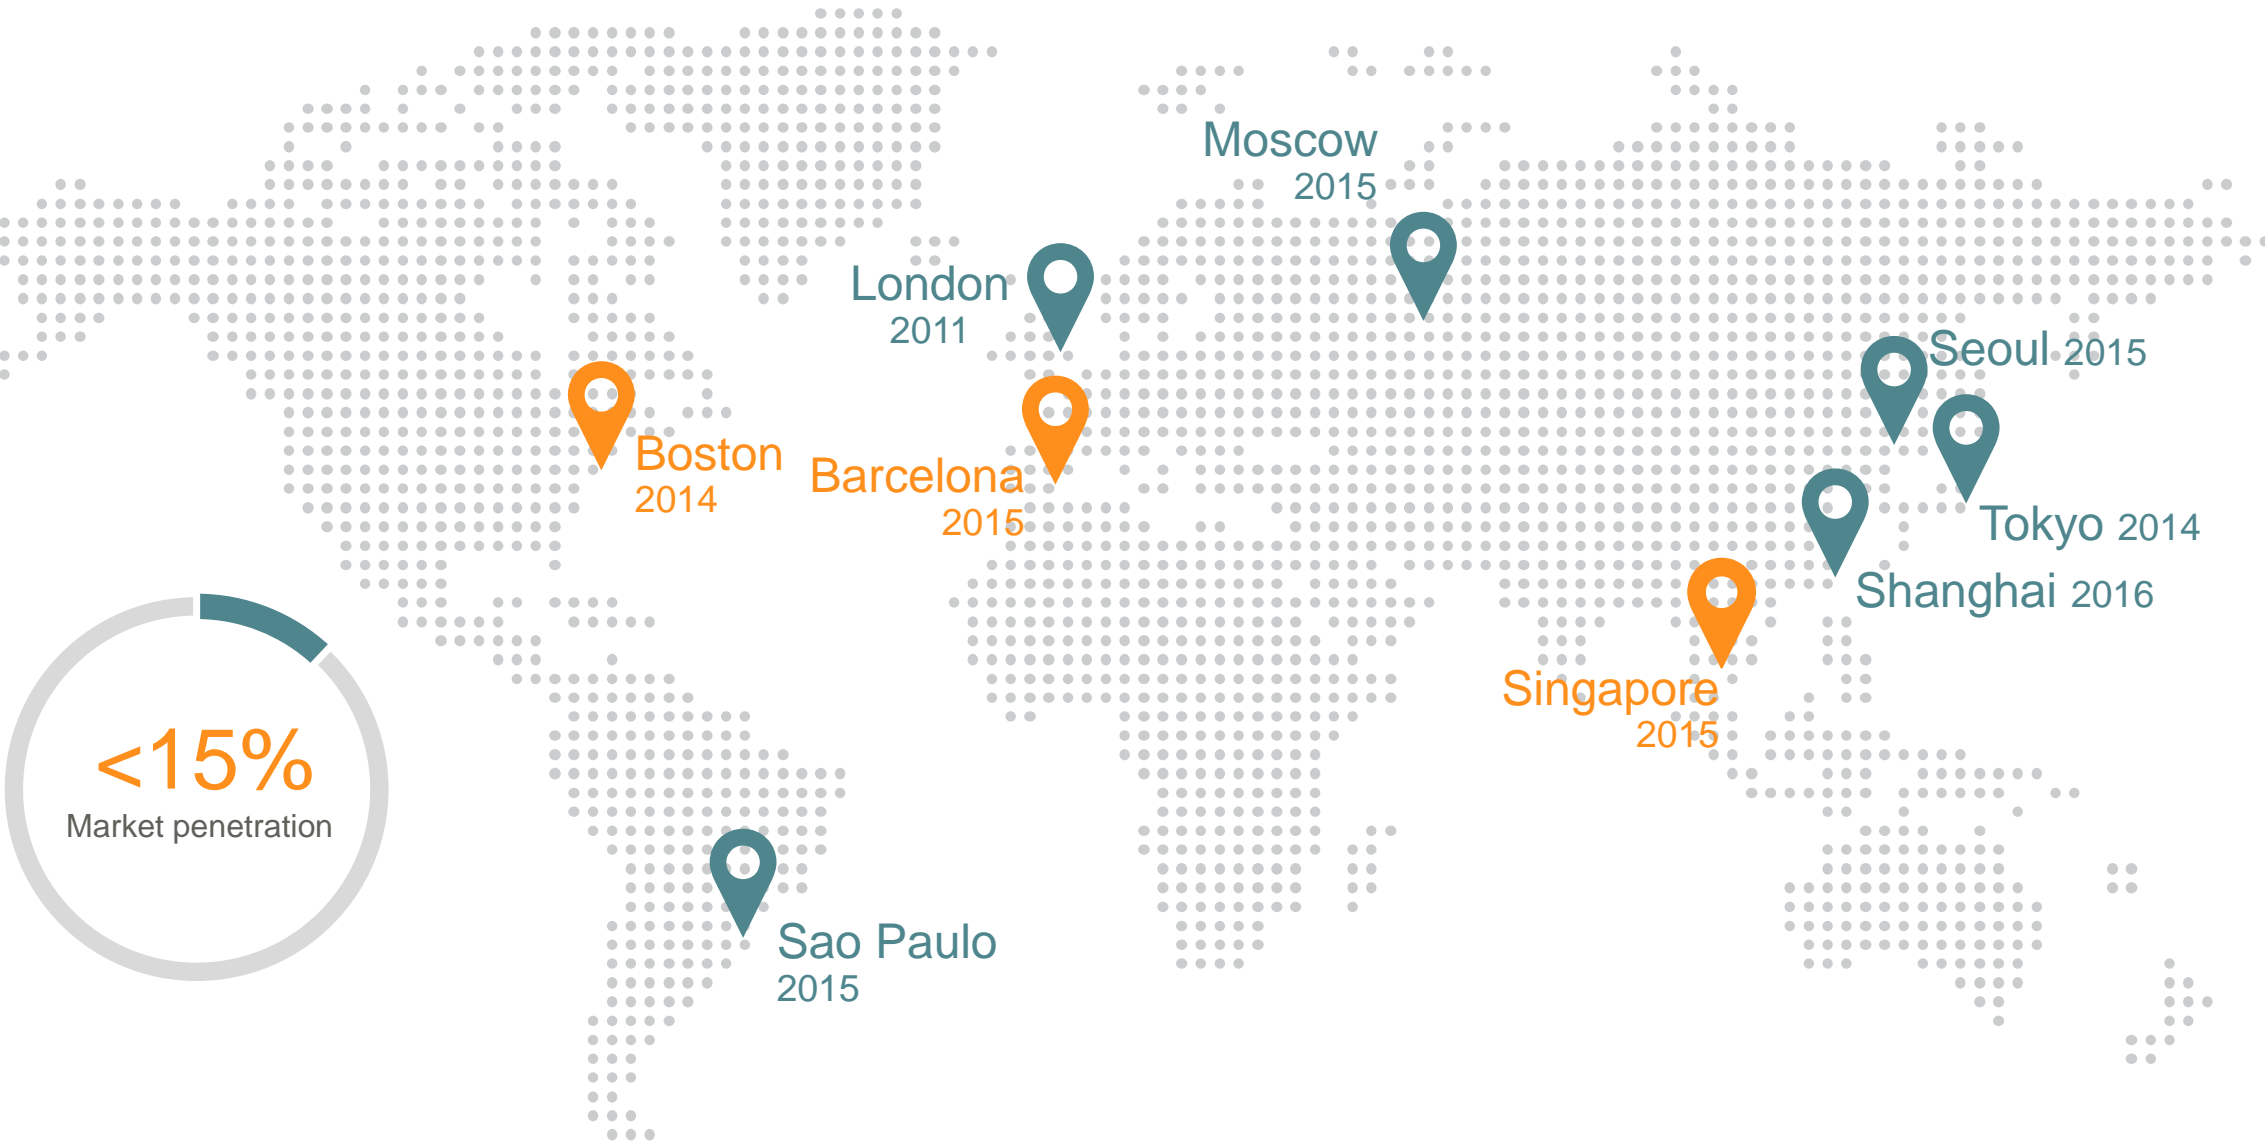 Moscow
2015
London
2011
Seoul 2015
Boston
2014
Barcelona
2015
Tokyo 2014
Shanghai 2016
Singapore
2015
<15%
Market penetration
Sao Paulo
2015